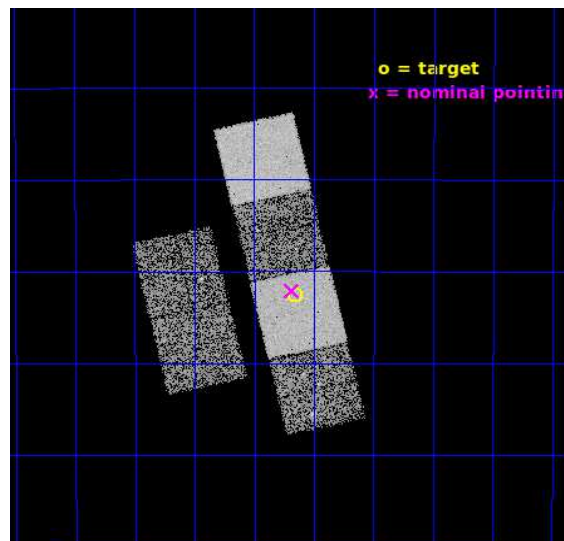 o = target
x = nominal pointin